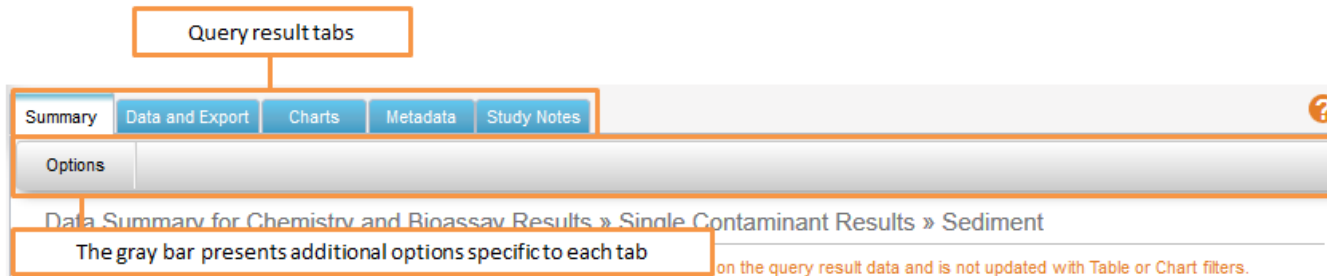 Query result tabs
Summary Data and Export Charts Metadata Study Notes ?
Options
Data Summary for Chemistry and Bioassay Results » Single Contaminant Results » Sediment
The gray bar presents additional options specific to each tab
on the query result data and is not updated with Table or Chart filters.